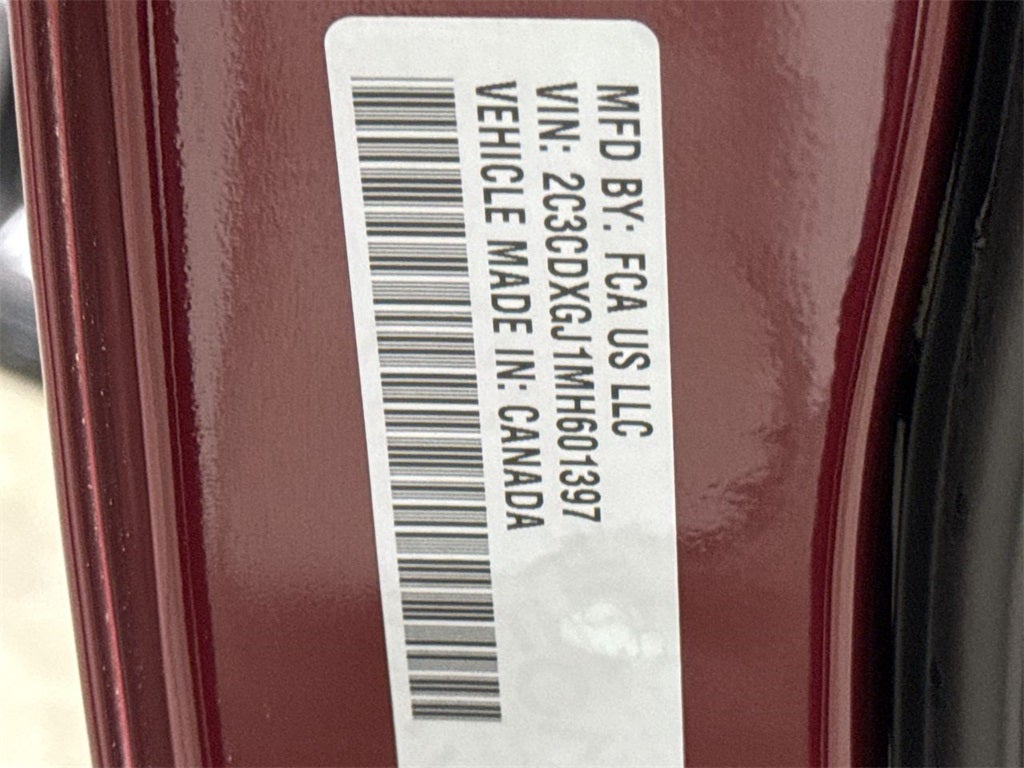 MFD BY: FCA US LLC
VIN: 2C3CDXGJ1MH601397
VEHICLE MADE IN: CANADA